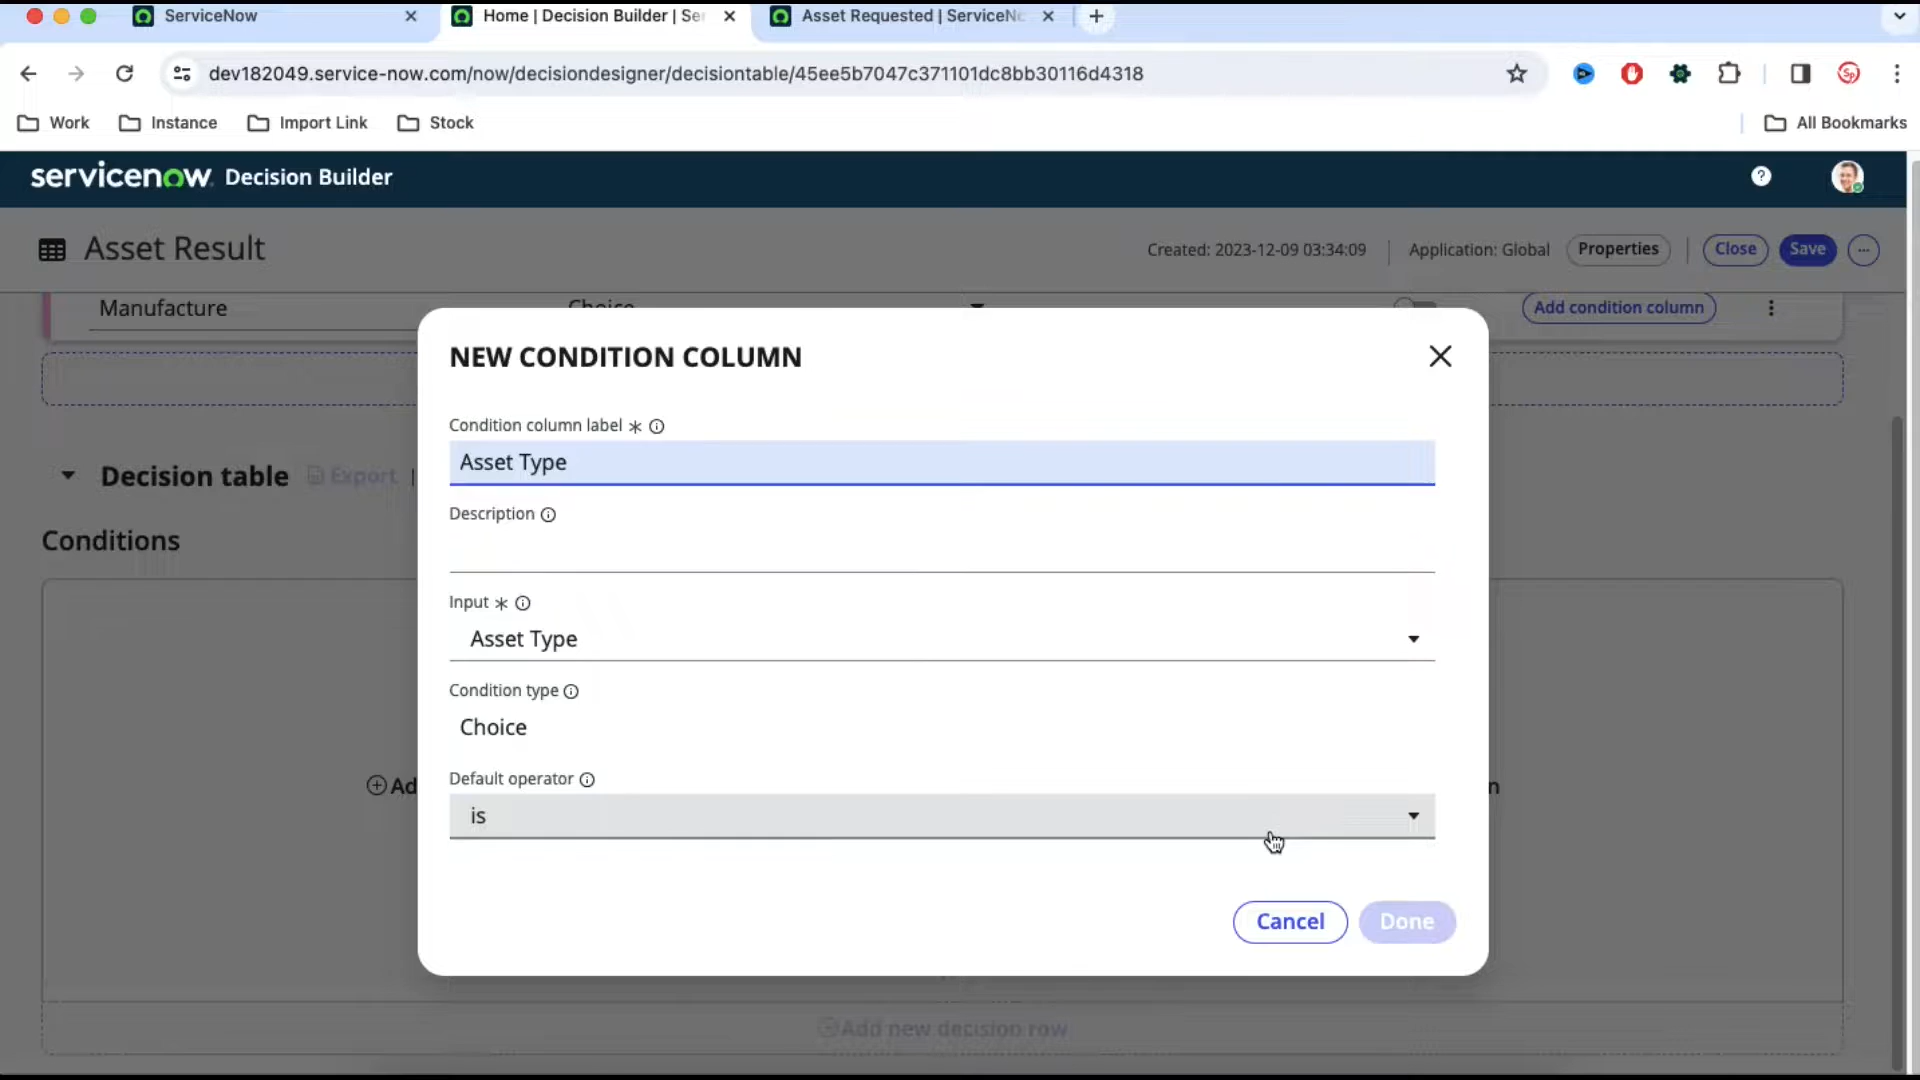 ServiceNow
Home | Decision Builder | Se
Asset Requested | ServiceNo
dev182049.service-now.com/now/decisiondesigner/decisiontable/45ee5b7047c371101dc8bb30116d4318
Work
Instance
Import Link
Stock
All Bookmarks
servicenow Decision Builder
Asset Result
Created: 2023-12-09 03:34:09
Application: Global
Properties
Close
Save
Manufacture
Choice
Add condition column
NEW CONDITION COLUMN
Condition column label *
Asset Type
Description
Decision table
Export
Conditions
Input *
Asset Type
Condition type
Choice
Default operator
is
Ad
n
Cancel
Done
Add new decision row